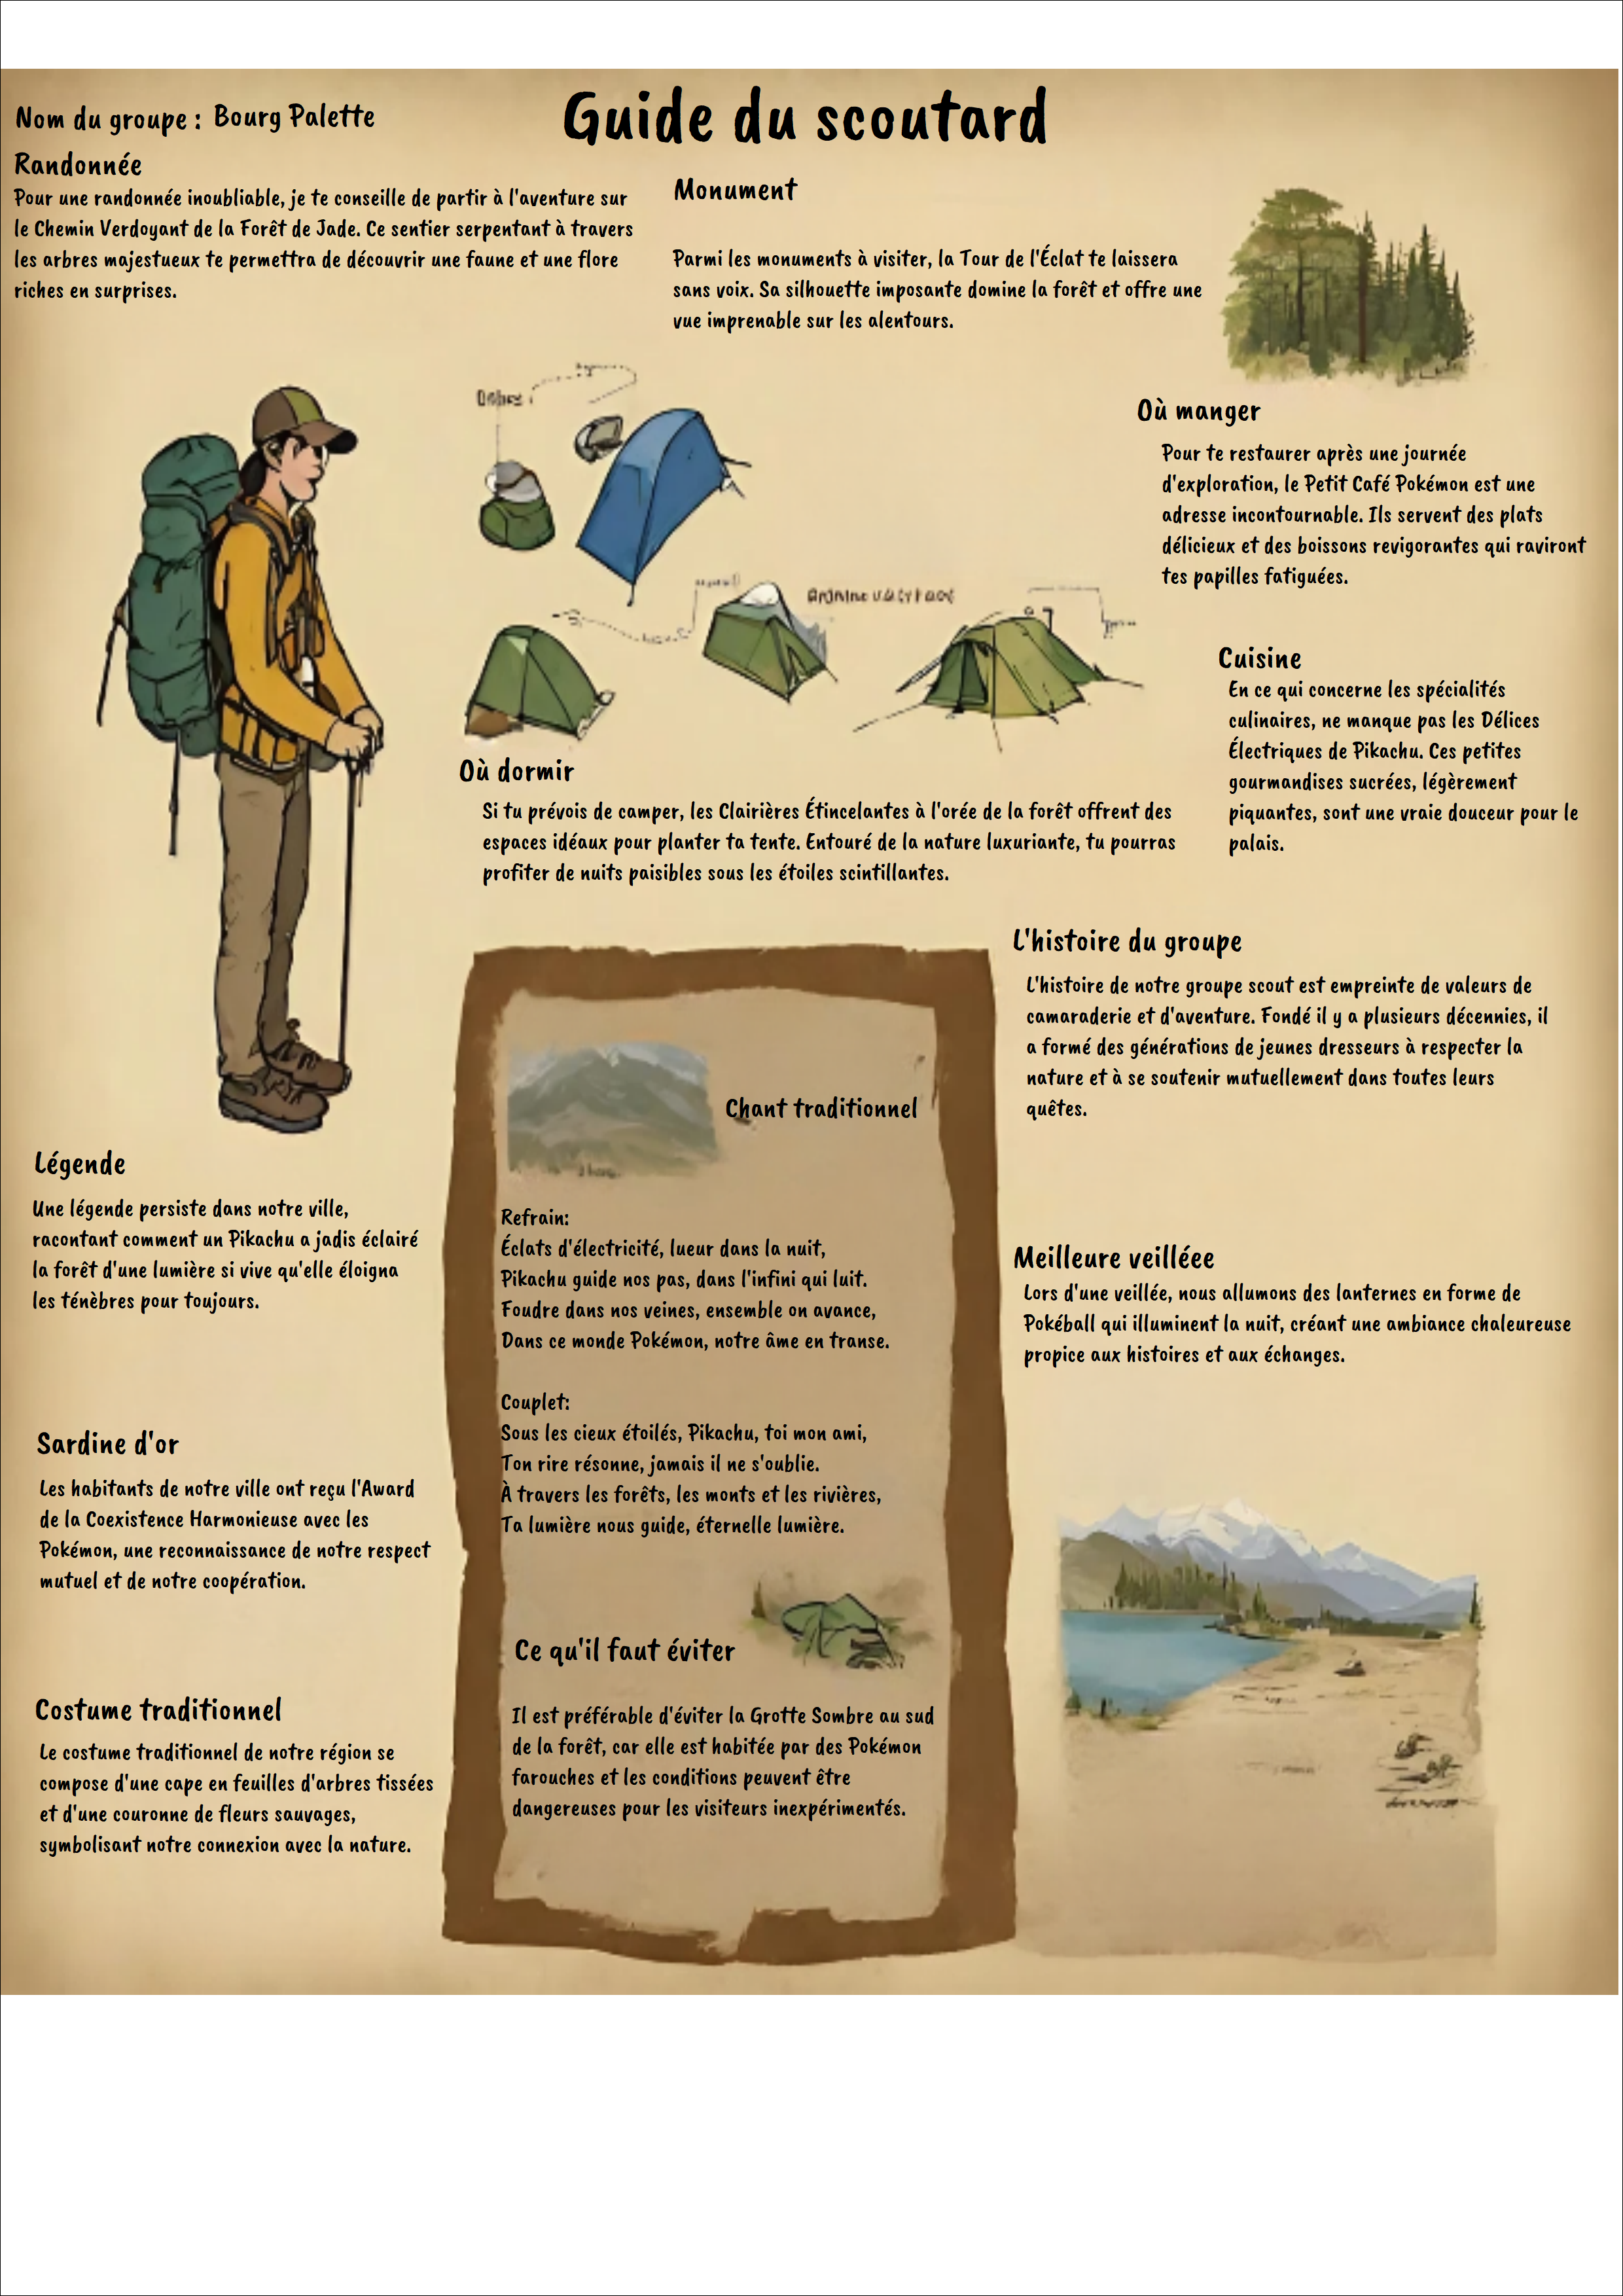 Guide du scoutard
Nom du groupe : Bourg Palette
Randonnée
Pour une randonnée inoubliable, je te conseille de partir à l'aventure sur
le Chemin Verdoyant de la Forêt de Jade. Ce sentier serpentant à travers
les arbres majestueux te permettra de découvrir une faune et une flore
riches en surprises.
Monument
Parmi les monuments à visiter, la Tour de l'Éclat te laissera
sans voix. Sa silhouette imposante domine la forêt et offre une
vue imprenable sur les alentours.
Où manger
Pour te restaurer après une journée
d'exploration, le Petit Café Pokémon est une
adresse incontournable. Ils servent des plats
délicieux et des boissons revigorantes qui raviront
tes papilles fatiguées.
Cuisine
En ce qui concerne les spécialités
culinaires, ne manque pas les Délices
Électriques de Pikachu. Ces petites
gourmandises sucrées, légèrement
piquantes, sont une vraie douceur pour le
palais.
Où dormir
Si tu prévois de camper, les Clairières Étincelantes à l'orée de la forêt offrent des
espaces idéaux pour planter ta tente. Entouré de la nature luxuriante, tu pourras
profiter de nuits paisibles sous les étoiles scintillantes.
L'histoire du groupe
L'histoire de notre groupe scout est empreinte de valeurs de
camaraderie et d'aventure. Fondé il y a plusieurs décennies, il
a formé des générations de jeunes dresseurs à respecter la
nature et à se soutenir mutuellement dans toutes leurs
quêtes.
Légende
Une légende persiste dans notre ville,
racontant comment un Pikachu a jadis éclairé
la forêt d'une lumière si vive qu'elle éloigna
les ténèbres pour toujours.
Chant traditionnel
Refrain:
Éclats d'électricité, lueur dans la nuit,
Pikachu guide nos pas, dans l'infini qui luit.
Foudre dans nos veines, ensemble on avance,
Dans ce monde Pokémon, notre âme en transe.
Couplet:
Sous les cieux étoilés, Pikachu, toi mon ami,
Ton rire résonne, jamais il ne s'oublie.
À travers les forêts, les monts et les rivières,
Ta lumière nous guide, éternelle lumière.
Meilleure veilléee
Lors d'une veillée, nous allumons des lanternes en forme de
Pokéball qui illuminent la nuit, créant une ambiance chaleureuse
propice aux histoires et aux échanges.
Sardine d'or
Les habitants de notre ville ont reçu l'Award
de la Coexistence Harmonieuse avec les
Pokémon, une reconnaissance de notre respect
mutuel et de notre coopération.
Ce qu'il faut éviter
Il est préférable d'éviter la Grotte Sombre au sud
de la forêt, car elle est habitée par des Pokémon
farouches et les conditions peuvent être
dangereuses pour les visiteurs inexpérimentés.
Costume traditionnel
Le costume traditionnel de notre région se
compose d'une cape en feuilles d'arbres tissées
et d'une couronne de fleurs sauvages,
symbolisant notre connexion avec la nature.